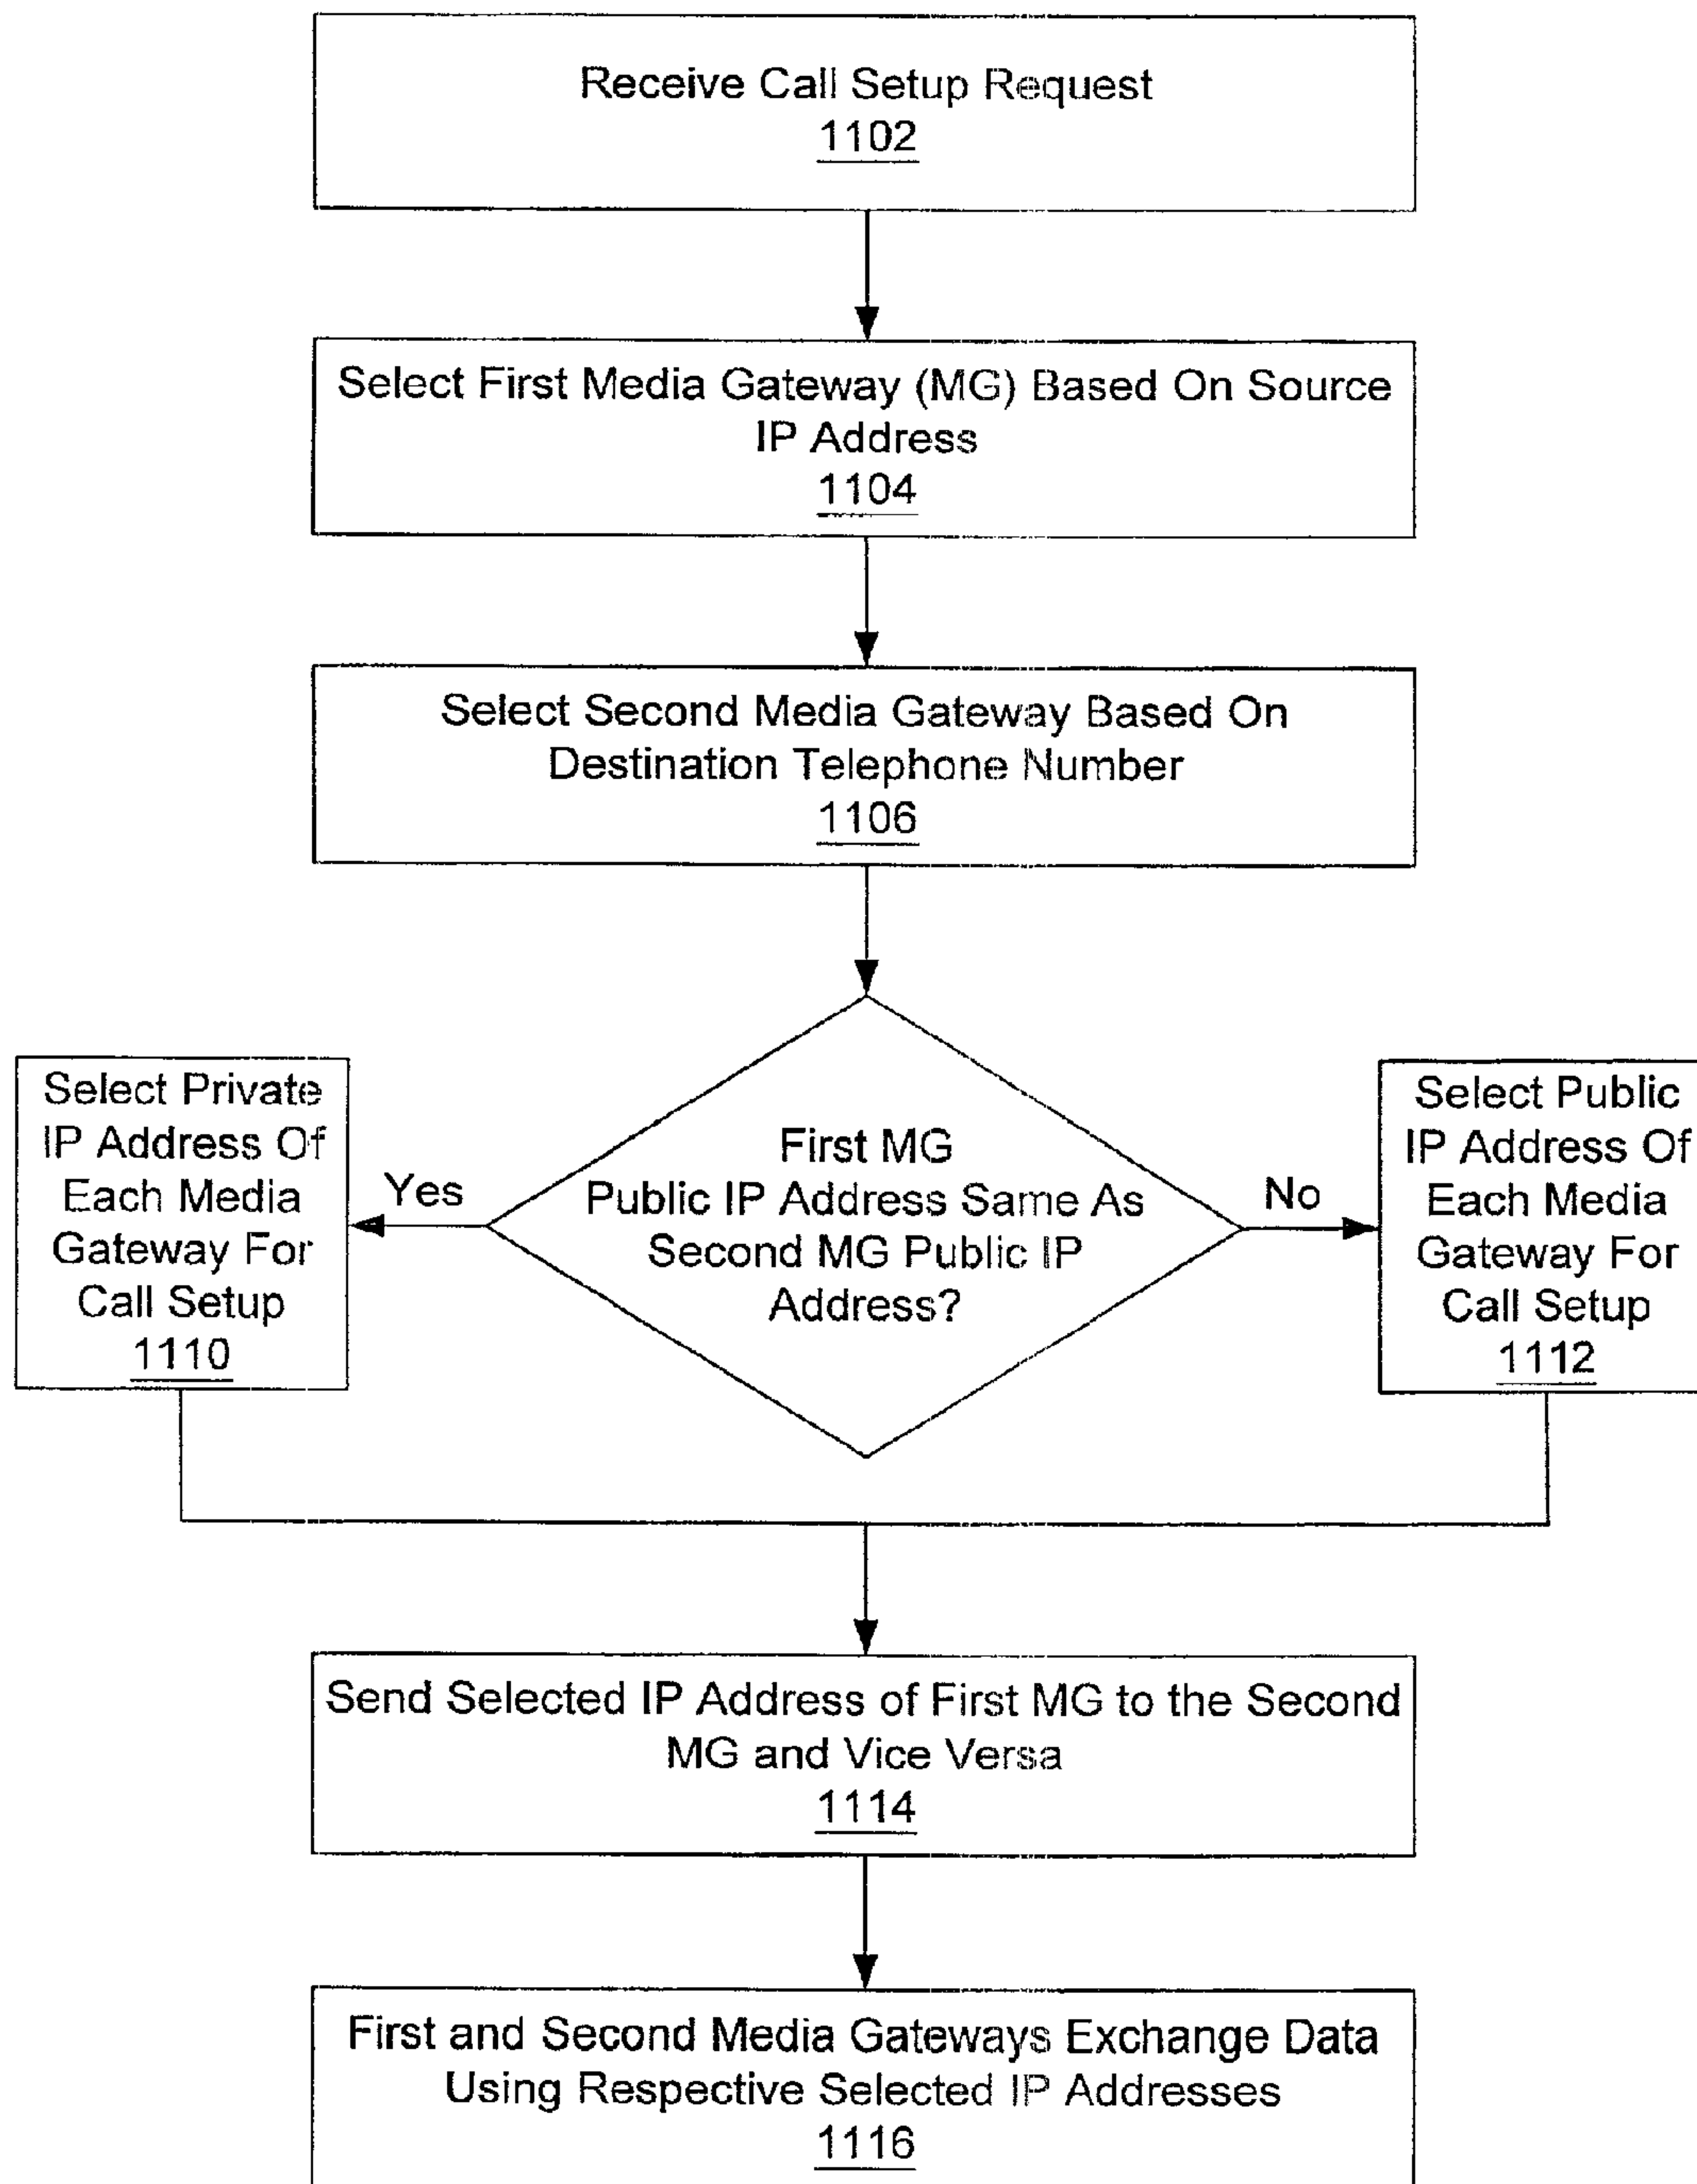 Receive Call Setup Request
1102
Select First Media Gateway (MG) Based On Source
IP Address
1104
Select Second Media Gateway Based On
Destination Telephone Number
1106
First MG
Public IP Address Same As
Second MG Public IP
Address?
Yes
No
Select Private
IP Address Of
Each Media
Gateway For
Call Setup
1110
Select Public
IP Address Of
Each Media
Gateway For
Call Setup
1112
Send Selected IP Address of First MG to the Second
MG and Vice Versa
1114
First and Second Media Gateways Exchange Data
Using Respective Selected IP Addresses
1116